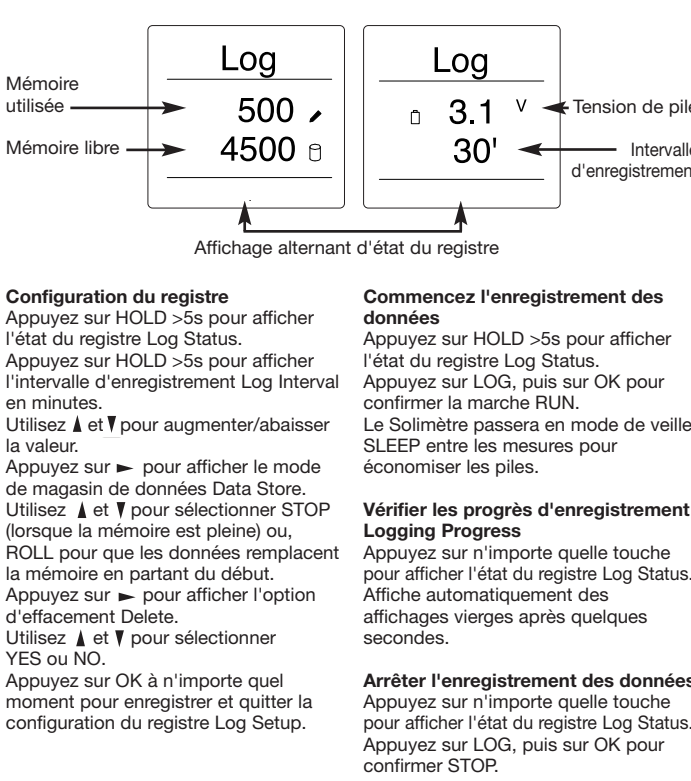 Log
500
4500
Log
3.1 V
30'
Mémoire
utilisée
Mémoire libre
Tension de pile
Intervalle
d'enregistrement
Affichage alternant d'état du registre
Configuration du registre
Appuyez sur HOLD >5s pour afficher
l'état du registre Log Status.
Appuyez sur HOLD >5s pour afficher
l'intervalle d'enregistrement Log Interval
en minutes.
Utilisez ▲ et ▼ pour augmenter/abaisser
la valeur.
Appuyez sur ► pour afficher le mode
de magasin de données Data Store.
Utilisez ▲ et ▼ pour sélectionner STOP
(lorsque la mémoire est pleine) ou,
ROLL pour que les données remplacent
la mémoire en partant du début.
Appuyez sur ► pour afficher l'option
d'effacement Delete.
Utilisez ▲ et ▼ pour sélectionner
YES ou NO.
Appuyez sur OK à n'importe quel
moment pour enregistrer et quitter la
configuration du registre Log Setup.
Commencez l'enregistrement des
données
Appuyez sur HOLD >5s pour afficher
l'état du registre Log Status.
Appuyez sur LOG, puis sur OK pour
confirmer la marche RUN.
Le Solimètre passera en mode de veille
SLEEP entre les mesures pour
économiser les piles.
Vérifier les progrès d'enregistrement
Logging Progress
Appuyez sur n'importe quelle touche
pour afficher l'état du registre Log Status.
Affiche automatiquement des
affichages vierges après quelques
secondes.
Arrêter l'enregistrement des données
Appuyez sur n'importe quelle touche
pour afficher l'état du registre Log Status.
Appuyez sur LOG, puis sur OK pour
confirmer STOP.